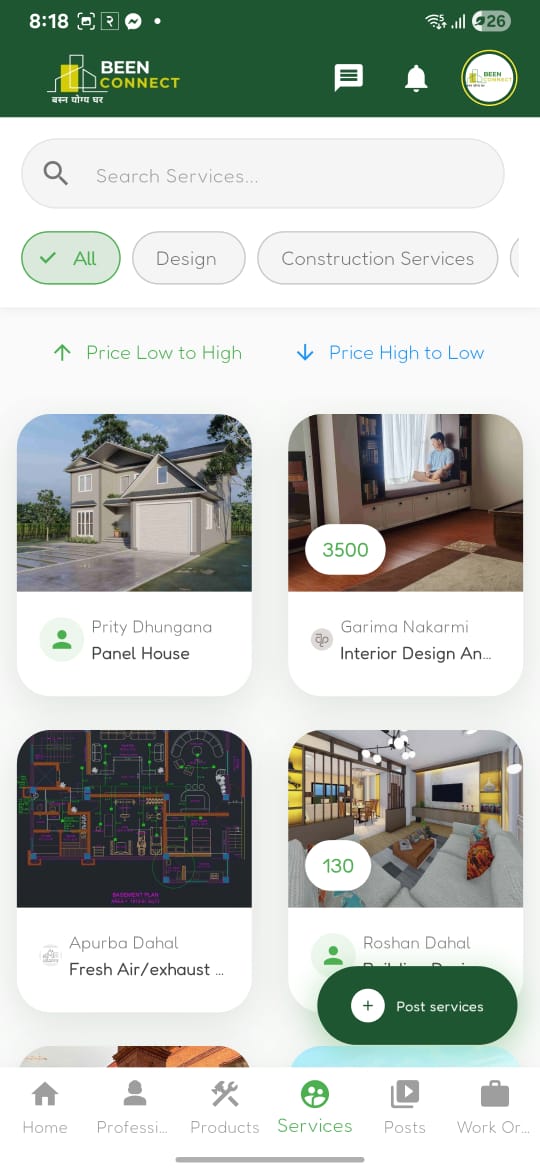 8:18
26
BEEN
CONNECT
बस्न योग्य घर
Search Services...
All
Design
Construction Services
Price Low to High
Price High to Low
3500
Prity Dhungana
Panel House
Garima Nakarmi
Interior Design An...
BASEMENT PLAN
130
Apurba Dahal
Fresh Air/exhaust ...
Roshan Dahal
Post services
Home
Professi...
Products
Services
Posts
Work Or...